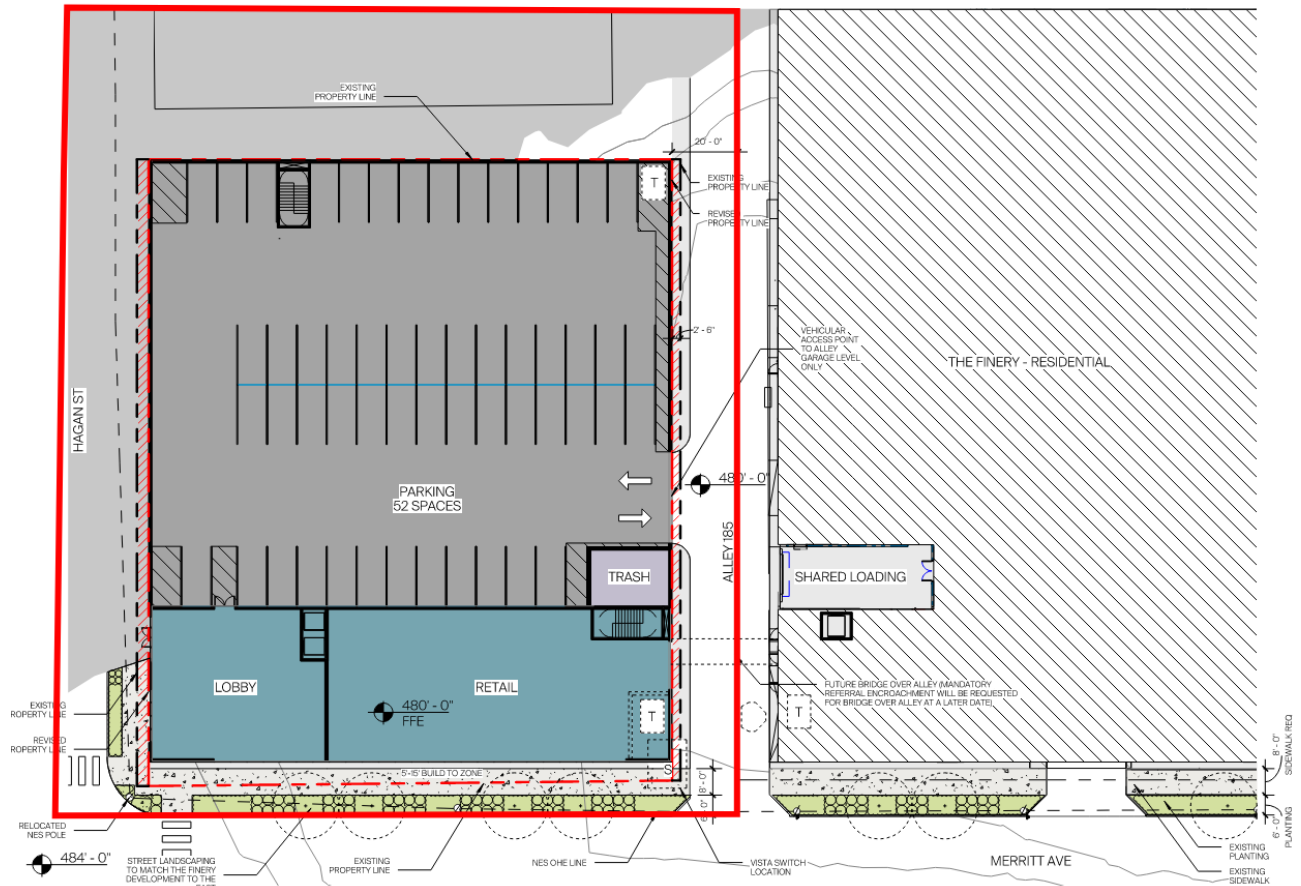 EXISTING
PROPERTY LINE
20' - 0"
T
EXISTING
PROPERTY LINE
REVISED
PROPERTY LINE
2' - 6"
VEHICULAR
ACCESS POINT
TO ALLEY
GARAGE LEVEL
ONLY
THE FINERY - RESIDENTIAL
HAGAN ST
PARKING
52 SPACES
480' - 0"
ALLEY 185
TRASH
SHARED LOADING
LOBBY
RETAIL
480' - 0"
FFE
T
T
FUTURE BRIDGE OVER ALLEY (MANDATORY
REFERRAL ENCROACHMENT WILL BE REQUESTED
FOR BRIDGE OVER ALLEY AT A LATER DATE)
EXISTING
ROPERTY LINE
REVISED
ROPERTY LINE
5'-15' BUILD TO ZONE
S
8'- 0"
6'- 0"
8'- 0"
SIDEWALK REQ
6'- 0"
PLANTING
RELOCATED
NES POLE
484' - 0"
STREET LANDSCAPING
TO MATCH THE FINERY
DEVELOPMENT TO THE
EXISTING
PROPERTY LINE
NES OHE LINE
VISTA SWITCH
LOCATION
MERRITT AVE
EXISTING
PLANTING
EXISTING
SIDEWALK